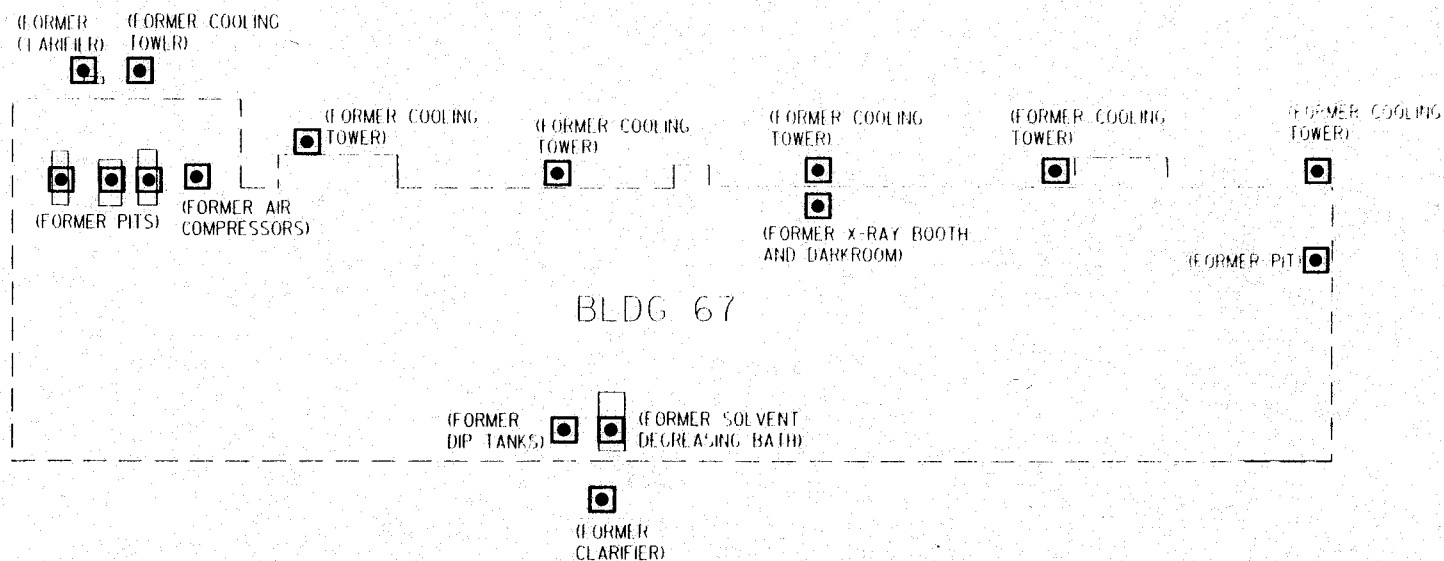 (FORMER
CLARIFIER)
(FORMER COOLING
TOWER)
(FORMER COOLING
TOWER)
(FORMER COOLING
TOWER)
(FORMER COOLING
TOWER)
(FORMER COOLING
TOWER)
(FORMER COOLING
TOWER)
(FORMER PITS)
(FORMER AIR
COMPRESSORS)
(FORMER X-RAY BOOTH
AND DARKROOM)
(FORMER PIT)
BLDG 67
(FORMER
DIP TANKS)
(FORMER SOLVENT
DEGREASING BATH)
(FORMER
CLARIFIER)